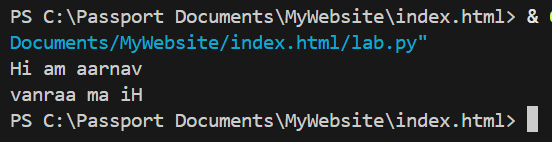 PS C:\Passport Documents\MyWebsite\index.html> &
Documents/MyWebsite/index.html/lab.py"
Hi am aarnav
vanraa ma iH
PS C:\Passport Documents\MyWebsite\index.html>